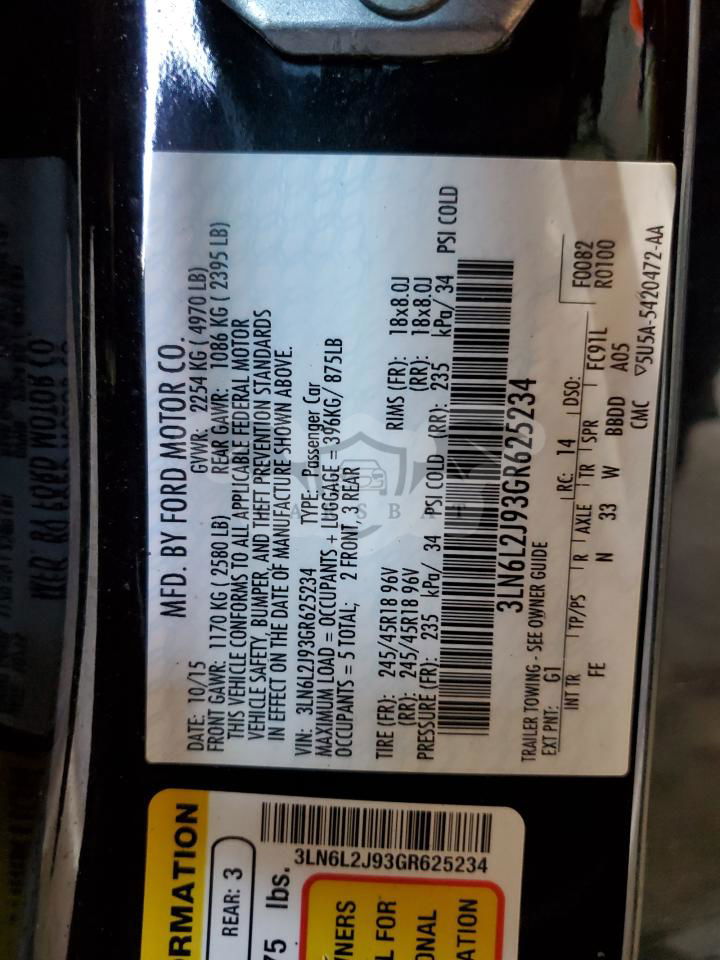 MFD. BY FORD MOTOR CO.
DATE: 10/15 GVWR: 2254 KG ( 4970 LB)
FRONT GAWR: 1170 KG ( 2580 LB) REAR GAWR: 1086 KG ( 2395 LB)
THIS VEHICLE CONFORMS TO ALL APPLICABLE FEDERAL MOTOR
VEHICLE SAFETY, BUMPER, AND THEFT PREVENTION STANDARDS
IN EFFECT ON THE DATE OF MANUFACTURE SHOWN ABOVE.
VIN: 3LN6L2J93GR625234 TYPE: Passenger Car
MAXIMUM LOAD = OCCUPANTS + LUGGAGE = 396KG/ 875LB
OCCUPANTS = 5 TOTAL; 2 FRONT, 3 REAR
TIRE (FR): 245/45R18 96V RIMS (FR): 18x8.0J
(RR): 245/45R18 96V (RR): 18x8.0J
PRESSURE (FR): 235 kPa/ 34 PSI COLD (RR): 235 kPa/ 34 PSI COLD
3LN6L2J93GR625234
TRAILER TOWING - SEE OWNER GUIDE
EXT PNT: G1 RC: 14 DSO: F0082
R0100
INT TR TP/PS R AXLE TR SPR FC91L
FE N 33 W BBDD A05
CMC ▽5U5A-5420472-AA
RMATION
REAR: 3
75 lbs.
3LN6L2J93GR625234
NERS
L FOR
ONAL
ATION